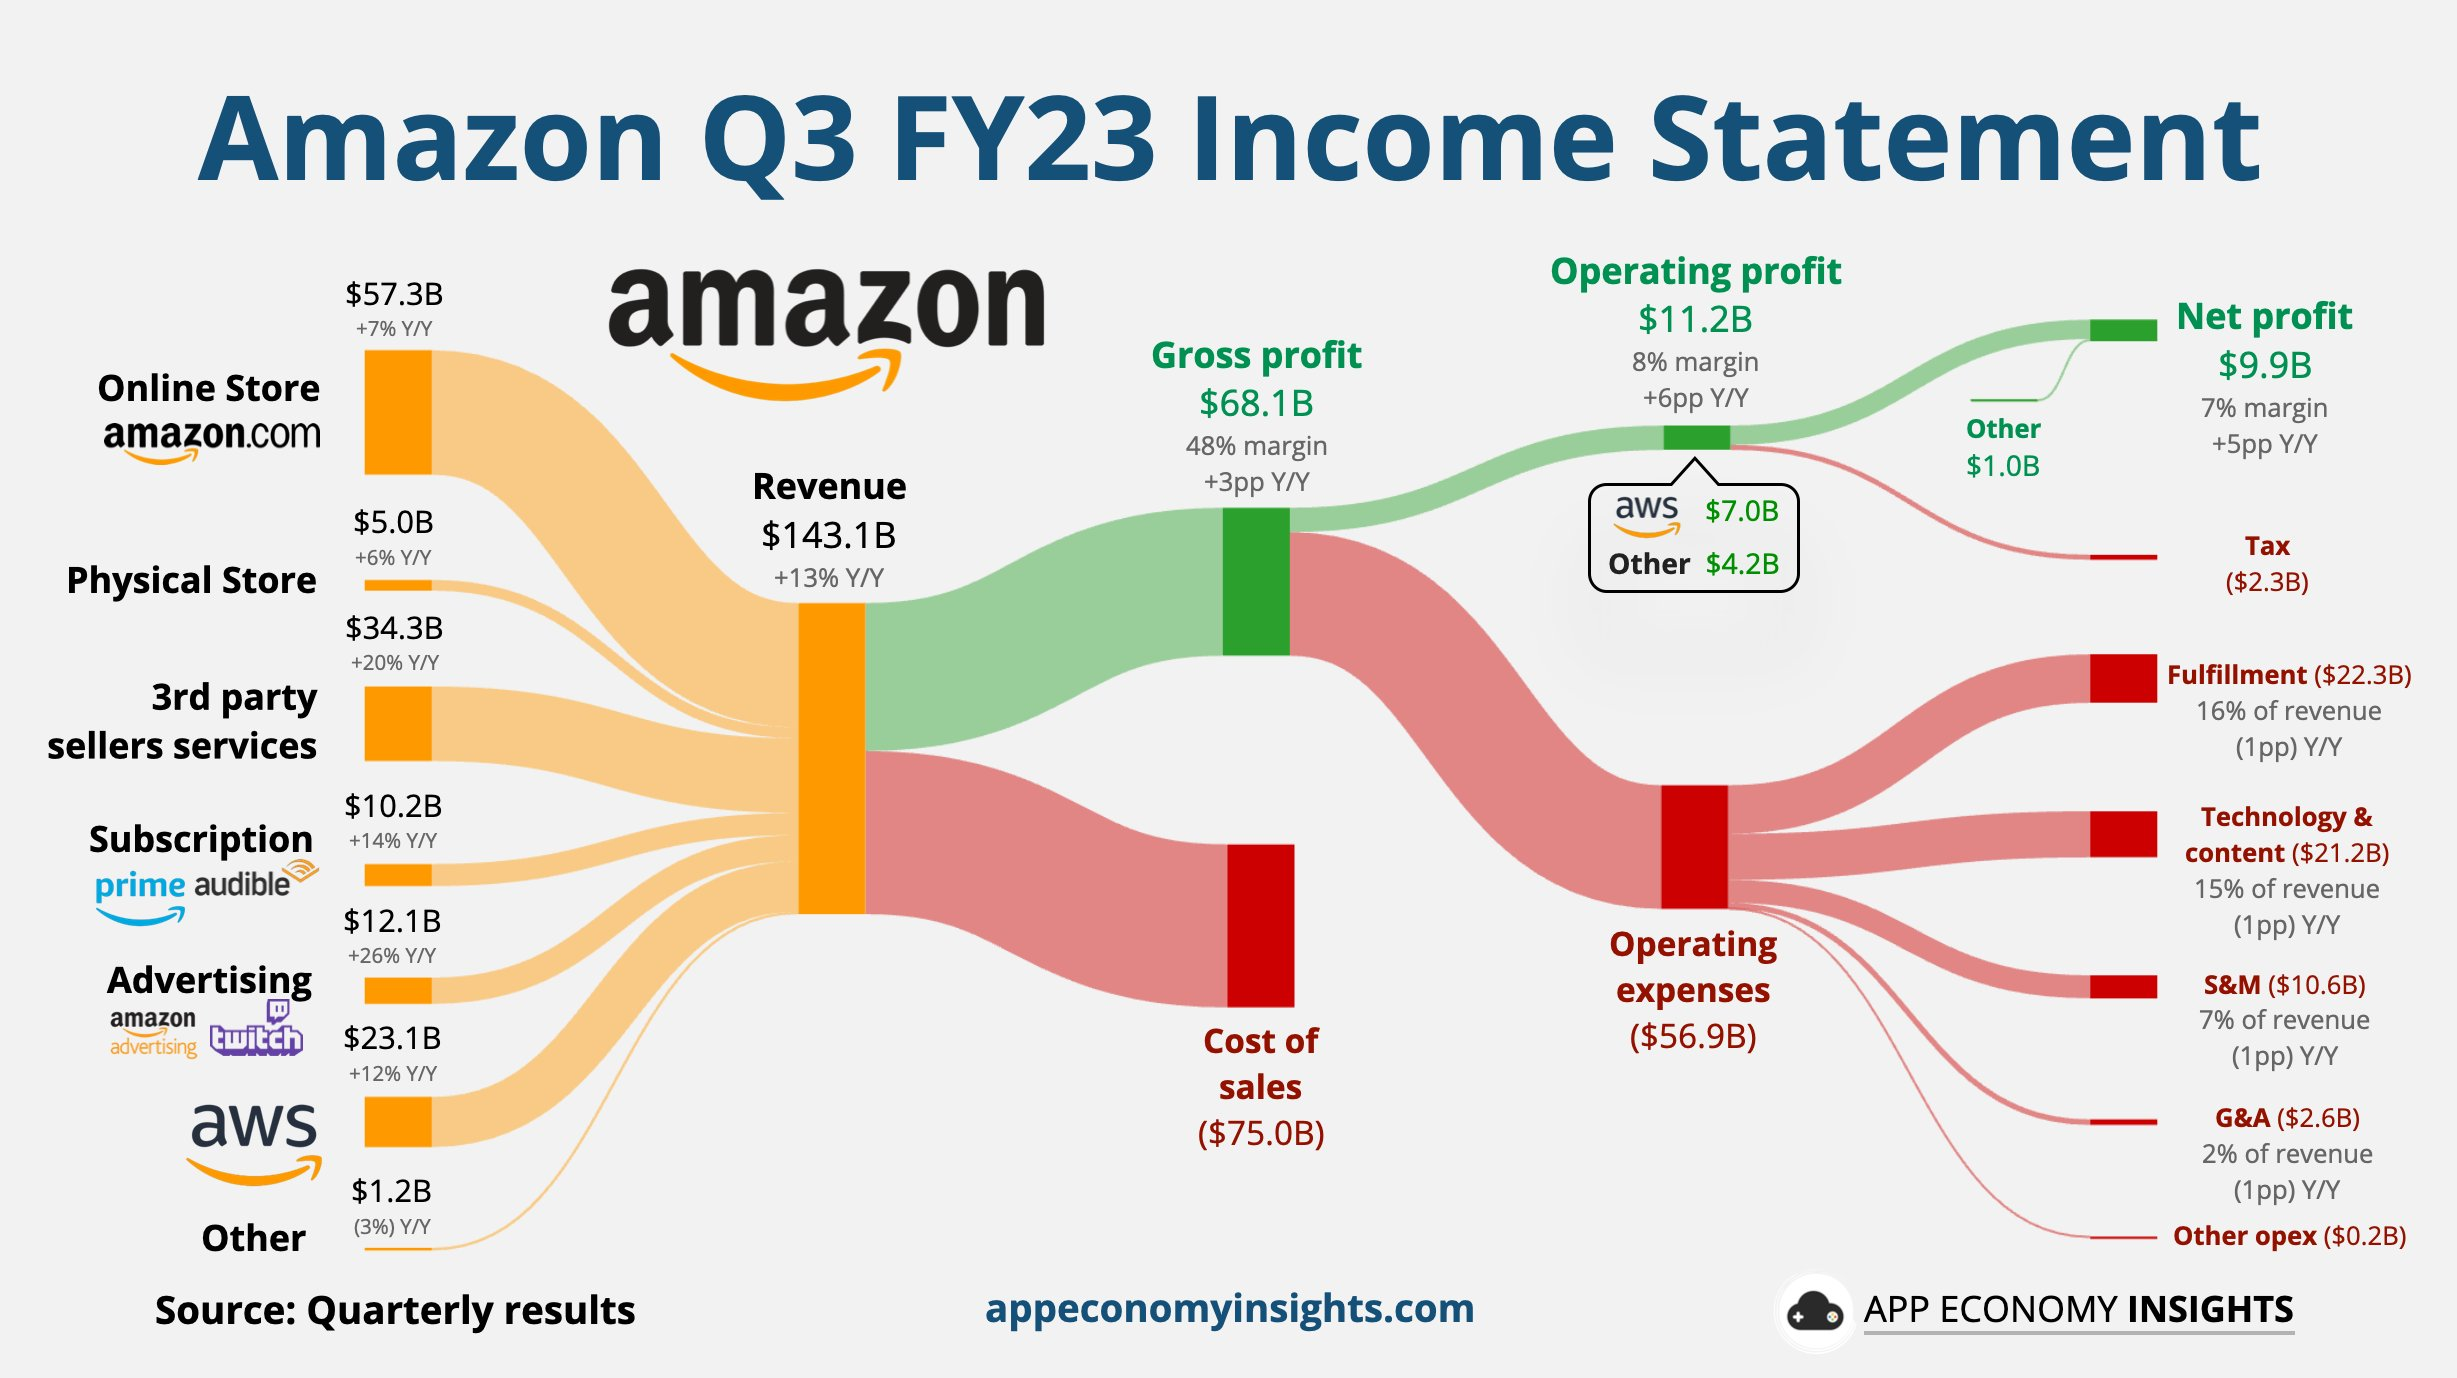 Amazon Q3 FY23 Income Statement
amazon
$57.3B
+7% Y/Y
Online Store
amazon.com
$5.0B
+6% Y/Y
Physical Store
$34.3B
+20% Y/Y
3rd party
sellers services
$10.2B
+14% Y/Y
Subscription
prime audible
$12.1B
+26% Y/Y
Advertising
amazon
advertising
twitch
$23.1B
+12% Y/Y
aws
$1.2B
(3%) Y/Y
Other
Revenue
$143.1B
+13% Y/Y
Gross profit
$68.1B
48% margin
+3pp Y/Y
Cost of
sales
($75.0B)
Operating profit
$11.2B
8% margin
+6pp Y/Y
aws $7.0B
Other $4.2B
Operating
expenses
($56.9B)
Net profit
$9.9B
7% margin
+5pp Y/Y
Other
$1.0B
Tax
($2.3B)
Fulfillment ($22.3B)
16% of revenue
(1pp) Y/Y
Technology &
content ($21.2B)
15% of revenue
(1pp) Y/Y
S&M ($10.6B)
7% of revenue
(1pp) Y/Y
G&A ($2.6B)
2% of revenue
(1pp) Y/Y
Other opex ($0.2B)
Source: Quarterly results
appeconomyinsights.com
APP ECONOMY INSIGHTS